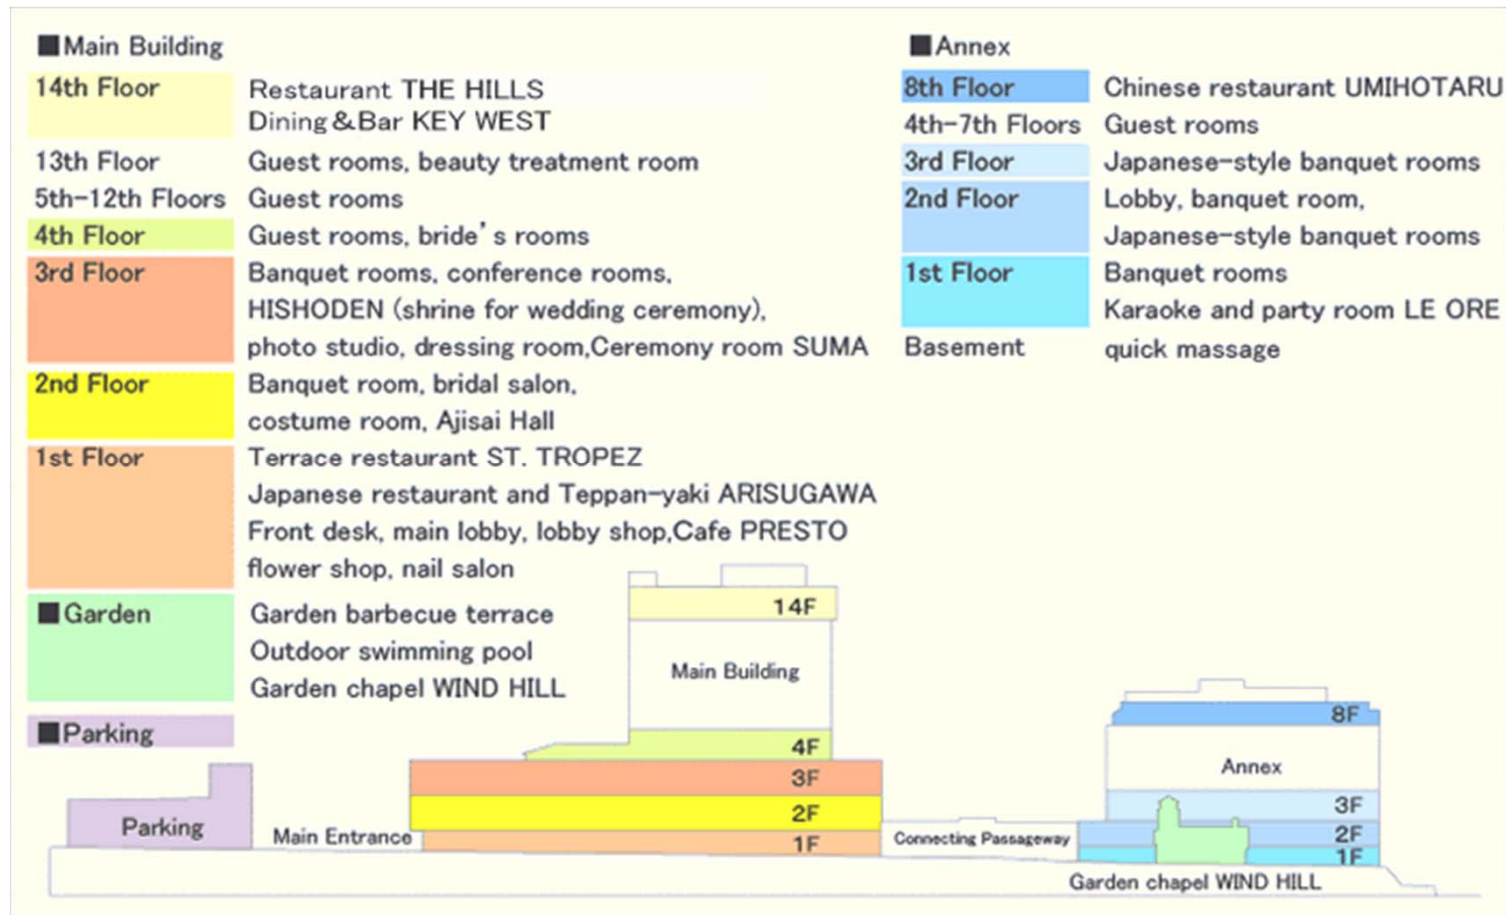 ■Main Building
14th Floor Restaurant THE HILLS
Dining&Bar KEY WEST
13th Floor Guest rooms, beauty treatment room
5th-12th Floors Guest rooms
4th Floor Guest rooms, bride's rooms
3rd Floor Banquet rooms, conference rooms,
HISHODEN (shrine for wedding ceremony),
photo studio, dressing room,Ceremony room SUMA
2nd Floor Banquet room, bridal salon,
costume room, Ajisai Hall
1st Floor Terrace restaurant ST. TROPEZ
Japanese restaurant and Teppan-yaki ARISUGAWA
Front desk, main lobby, lobby shop,Cafe PRESTO
flower shop, nail salon
■Garden Garden barbecue terrace
Outdoor swimming pool
Garden chapel WIND HILL
■Parking
■Annex
8th Floor Chinese restaurant UMIHOTARU
4th-7th Floors Guest rooms
3rd Floor Japanese-style banquet rooms
2nd Floor Lobby, banquet room,
Japanese-style banquet rooms
1st Floor Banquet rooms
Karaoke and party room LE ORE
Basement quick massage
14F
Main Building
4F
3F
2F
1F
Parking
Main Entrance
Connecting Passageway
8F
Annex
3F
2F
1F
Garden chapel WIND HILL